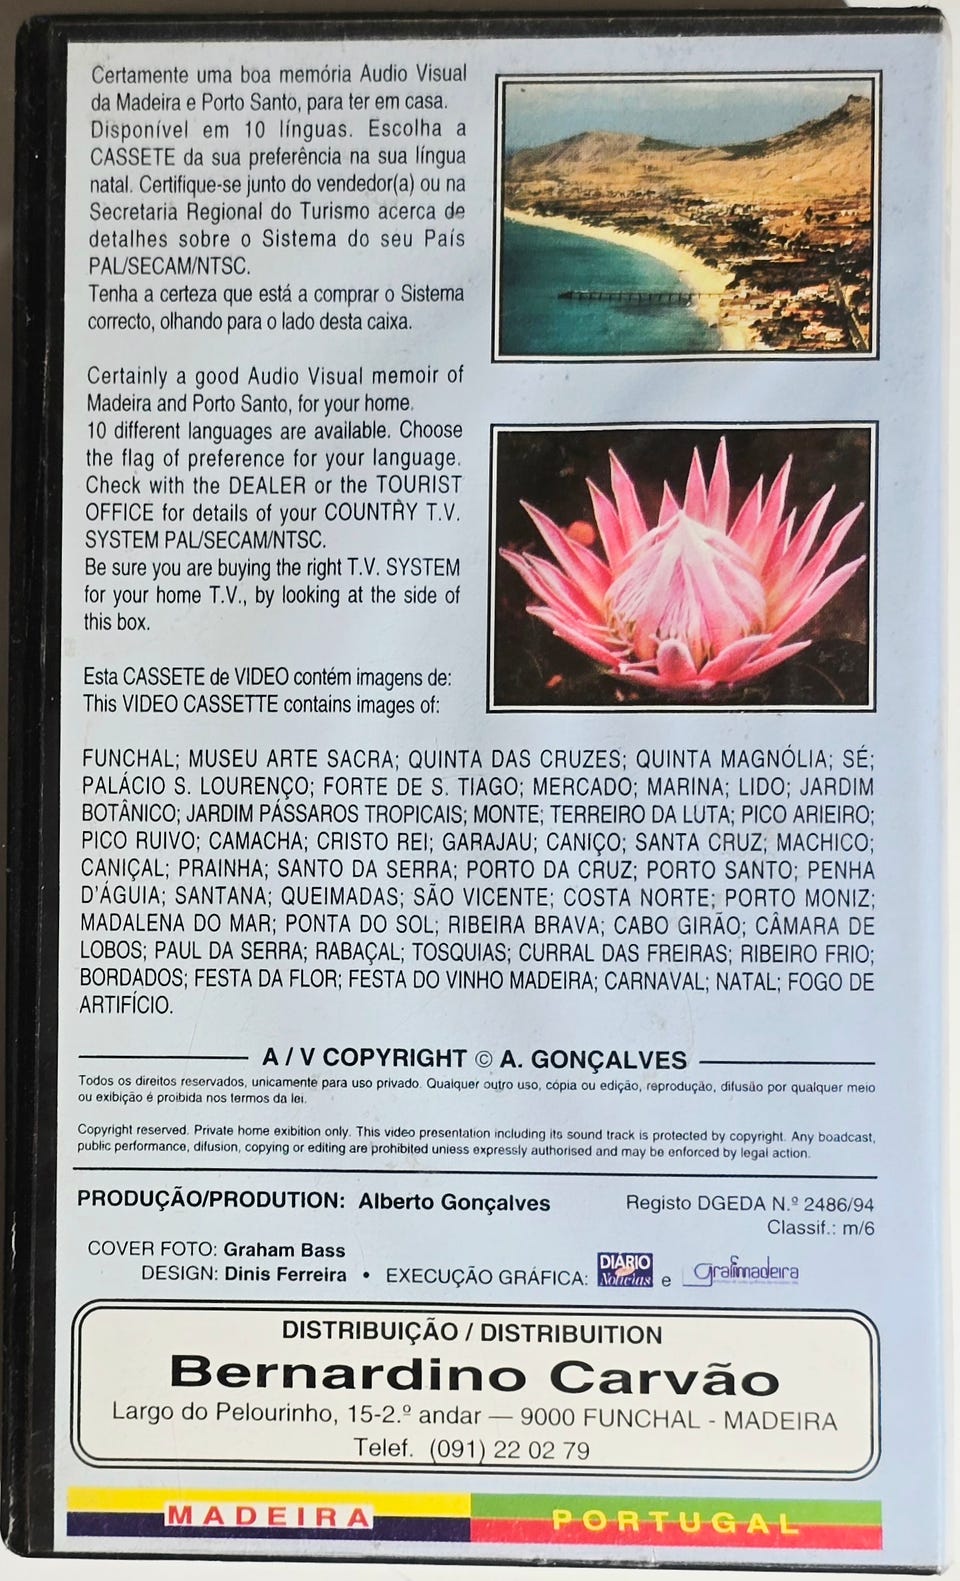 Certamente uma boa memória Audio Visual
da Madeira e Porto Santo, para ter em casa.
Disponível em 10 línguas. Escolha a
CASSETE da sua preferência na sua língua
natal. Certifique-se junto do vendedor(a) ou na
Secretaria Regional do Turismo acerca de
detalhes sobre o Sistema do seu País
PAL/SECAM/NTSC.
Tenha a certeza que está a comprar o Sistema
correcto, olhando para o lado desta caixa.
Certainly a good Audio Visual memoir of
Madeira and Porto Santo, for your home.
10 different languages are available. Choose
the flag of preference for your language.
Check with the DEALER or the TOURIST
OFFICE for details of your COUNTRY T.V.
SYSTEM PAL/SECAM/NTSC.
Be sure you are buying the right T.V. SYSTEM
for your home T.V., by looking at the side of
this box.
Esta CASSETE de VIDEO contém imagens de:
This VIDEO CASSETTE contains images of:
FUNCHAL; MUSEU ARTE SACRA; QUINTA DAS CRUZES; QUINTA MAGNÓLIA; SÉ;
PALÁCIO S. LOURENÇO; FORTE DE S. TIAGO; MERCADO; MARINA; LIDO; JARDIM
BOTÂNICO; JARDIM PÁSSAROS TROPICAIS; MONTE; TERREIRO DA LUTA; PICO ARIEIRO;
PICO RUIVO; CAMACHA; CRISTO REI; GARAJAU; CANIÇO; SANTA CRUZ; MACHICO;
CANIÇAL; PRAINHA; SANTO DA SERRA; PORTO DA CRUZ; PORTO SANTO; PENHA
D'ÁGUIA; SANTANA; QUEIMADAS; SÃO VICENTE; COSTA NORTE; PORTO MONIZ;
MADALENA DO MAR; PONTA DO SOL; RIBEIRA BRAVA; CABO GIRÃO; CÂMARA DE
LOBOS; PAUL DA SERRA; RABAÇAL; TOSQUIAS; CURRAL DAS FREIRAS; RIBEIRO FRIO;
BORDADOS; FESTA DA FLOR; FESTA DO VINHO MADEIRA; CARNAVAL; NATAL; FOGO DE
ARTIFÍCIO.
A / V COPYRIGHT © A. GONÇALVES
Todos os direitos reservados, unicamente para uso privado. Qualquer outro uso, cópia ou edição, reprodução, difusão por qualquer meio
ou exibição é proibida nos termos da lei.
Copyright reserved. Private home exibition only. This video presentation including its sound track is protected by copyright. Any boadcast,
public performance, difusion, copying or editing are prohibited uniess expressly authorised and may be enforced by legal action.
PRODUÇÃO/PRODUTION: Alberto Gonçalves
Registo DGEDA N.º 2486/94
Classif.: m/6
COVER FOTO: Graham Bass
DESIGN: Dinis Ferreira • EXECUÇÃO GRÁFICA: DIÁRIO Notícias e Grafimadeira
DISTRIBUIÇÃO / DISTRIBUITION
Bernardino Carvão
Largo do Pelourinho, 15-2.º andar — 9000 FUNCHAL - MADEIRA
Telef. (091) 22 02 79
MADEIRA PORTUGAL